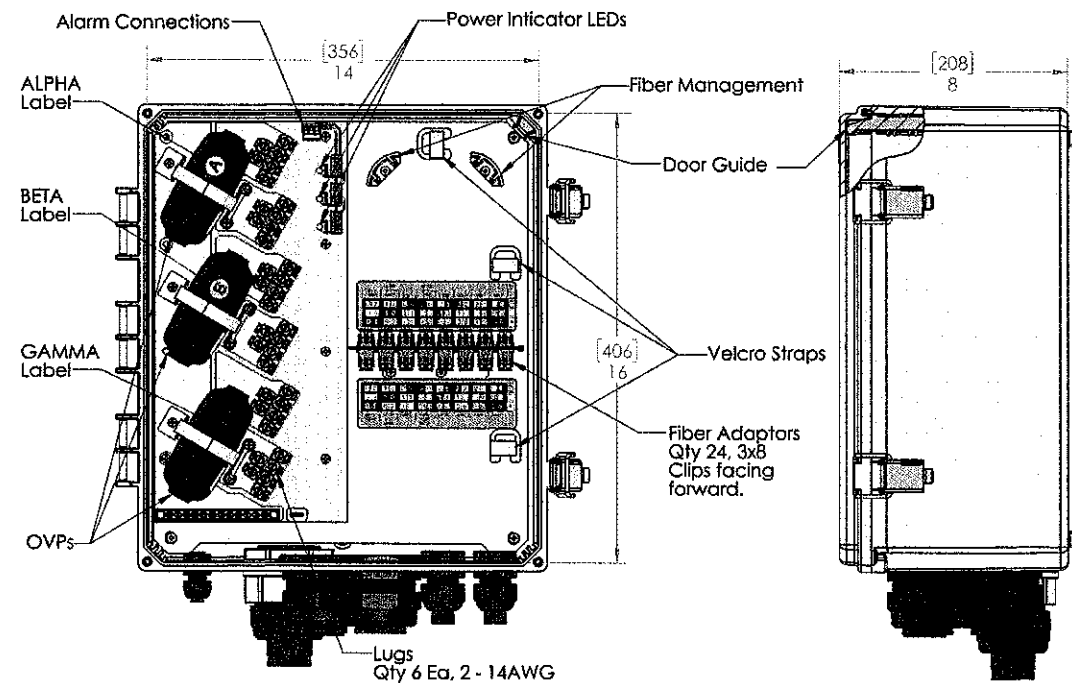 Alarm Connections
Power Inticator LEDs
[356]
14
[208]
8
ALPHA
Label
Fiber Management
A
Door Guide
BETA
Label
B
GAMMA
Label
[406]
16
Velcro Straps
Fiber Adaptors
Qty 24, 3x8
Clips facing
forward.
OVPs
Lugs
Qty 6 Ea, 2 - 14AWG